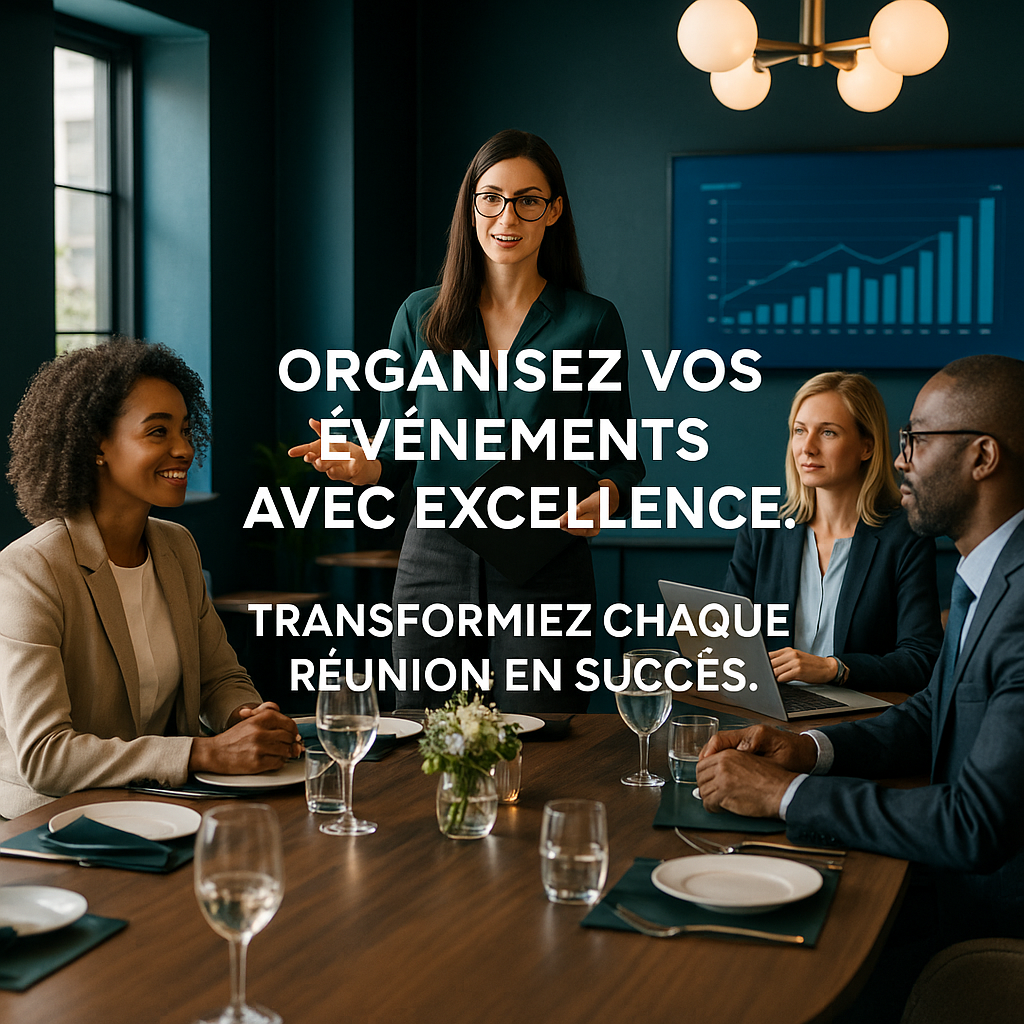 ORGANISEZ VOS
ÉVÉNEMENTS
AVEC EXCELLENCE.
TRANSFORMIEZ CHAQUE
RÉUNION EN SUCCÈS.